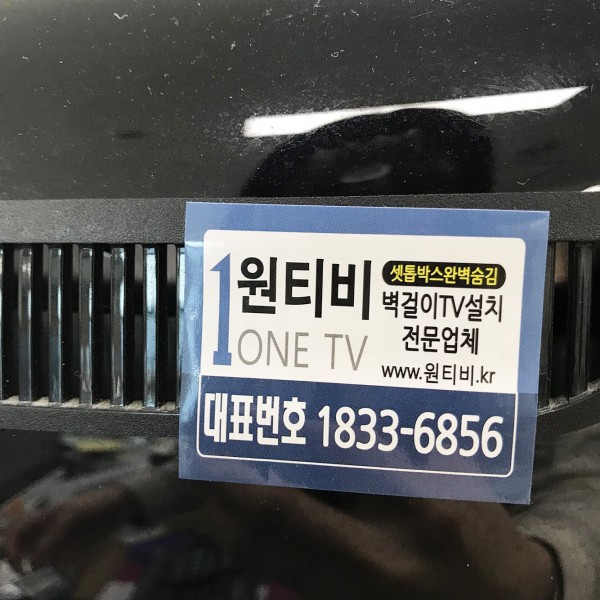 1 원티비
ONE TV
셋톱박스완벽숨김
벽걸이TV설치
전문업체
www.원티비.kr
대표번호 1833-6856